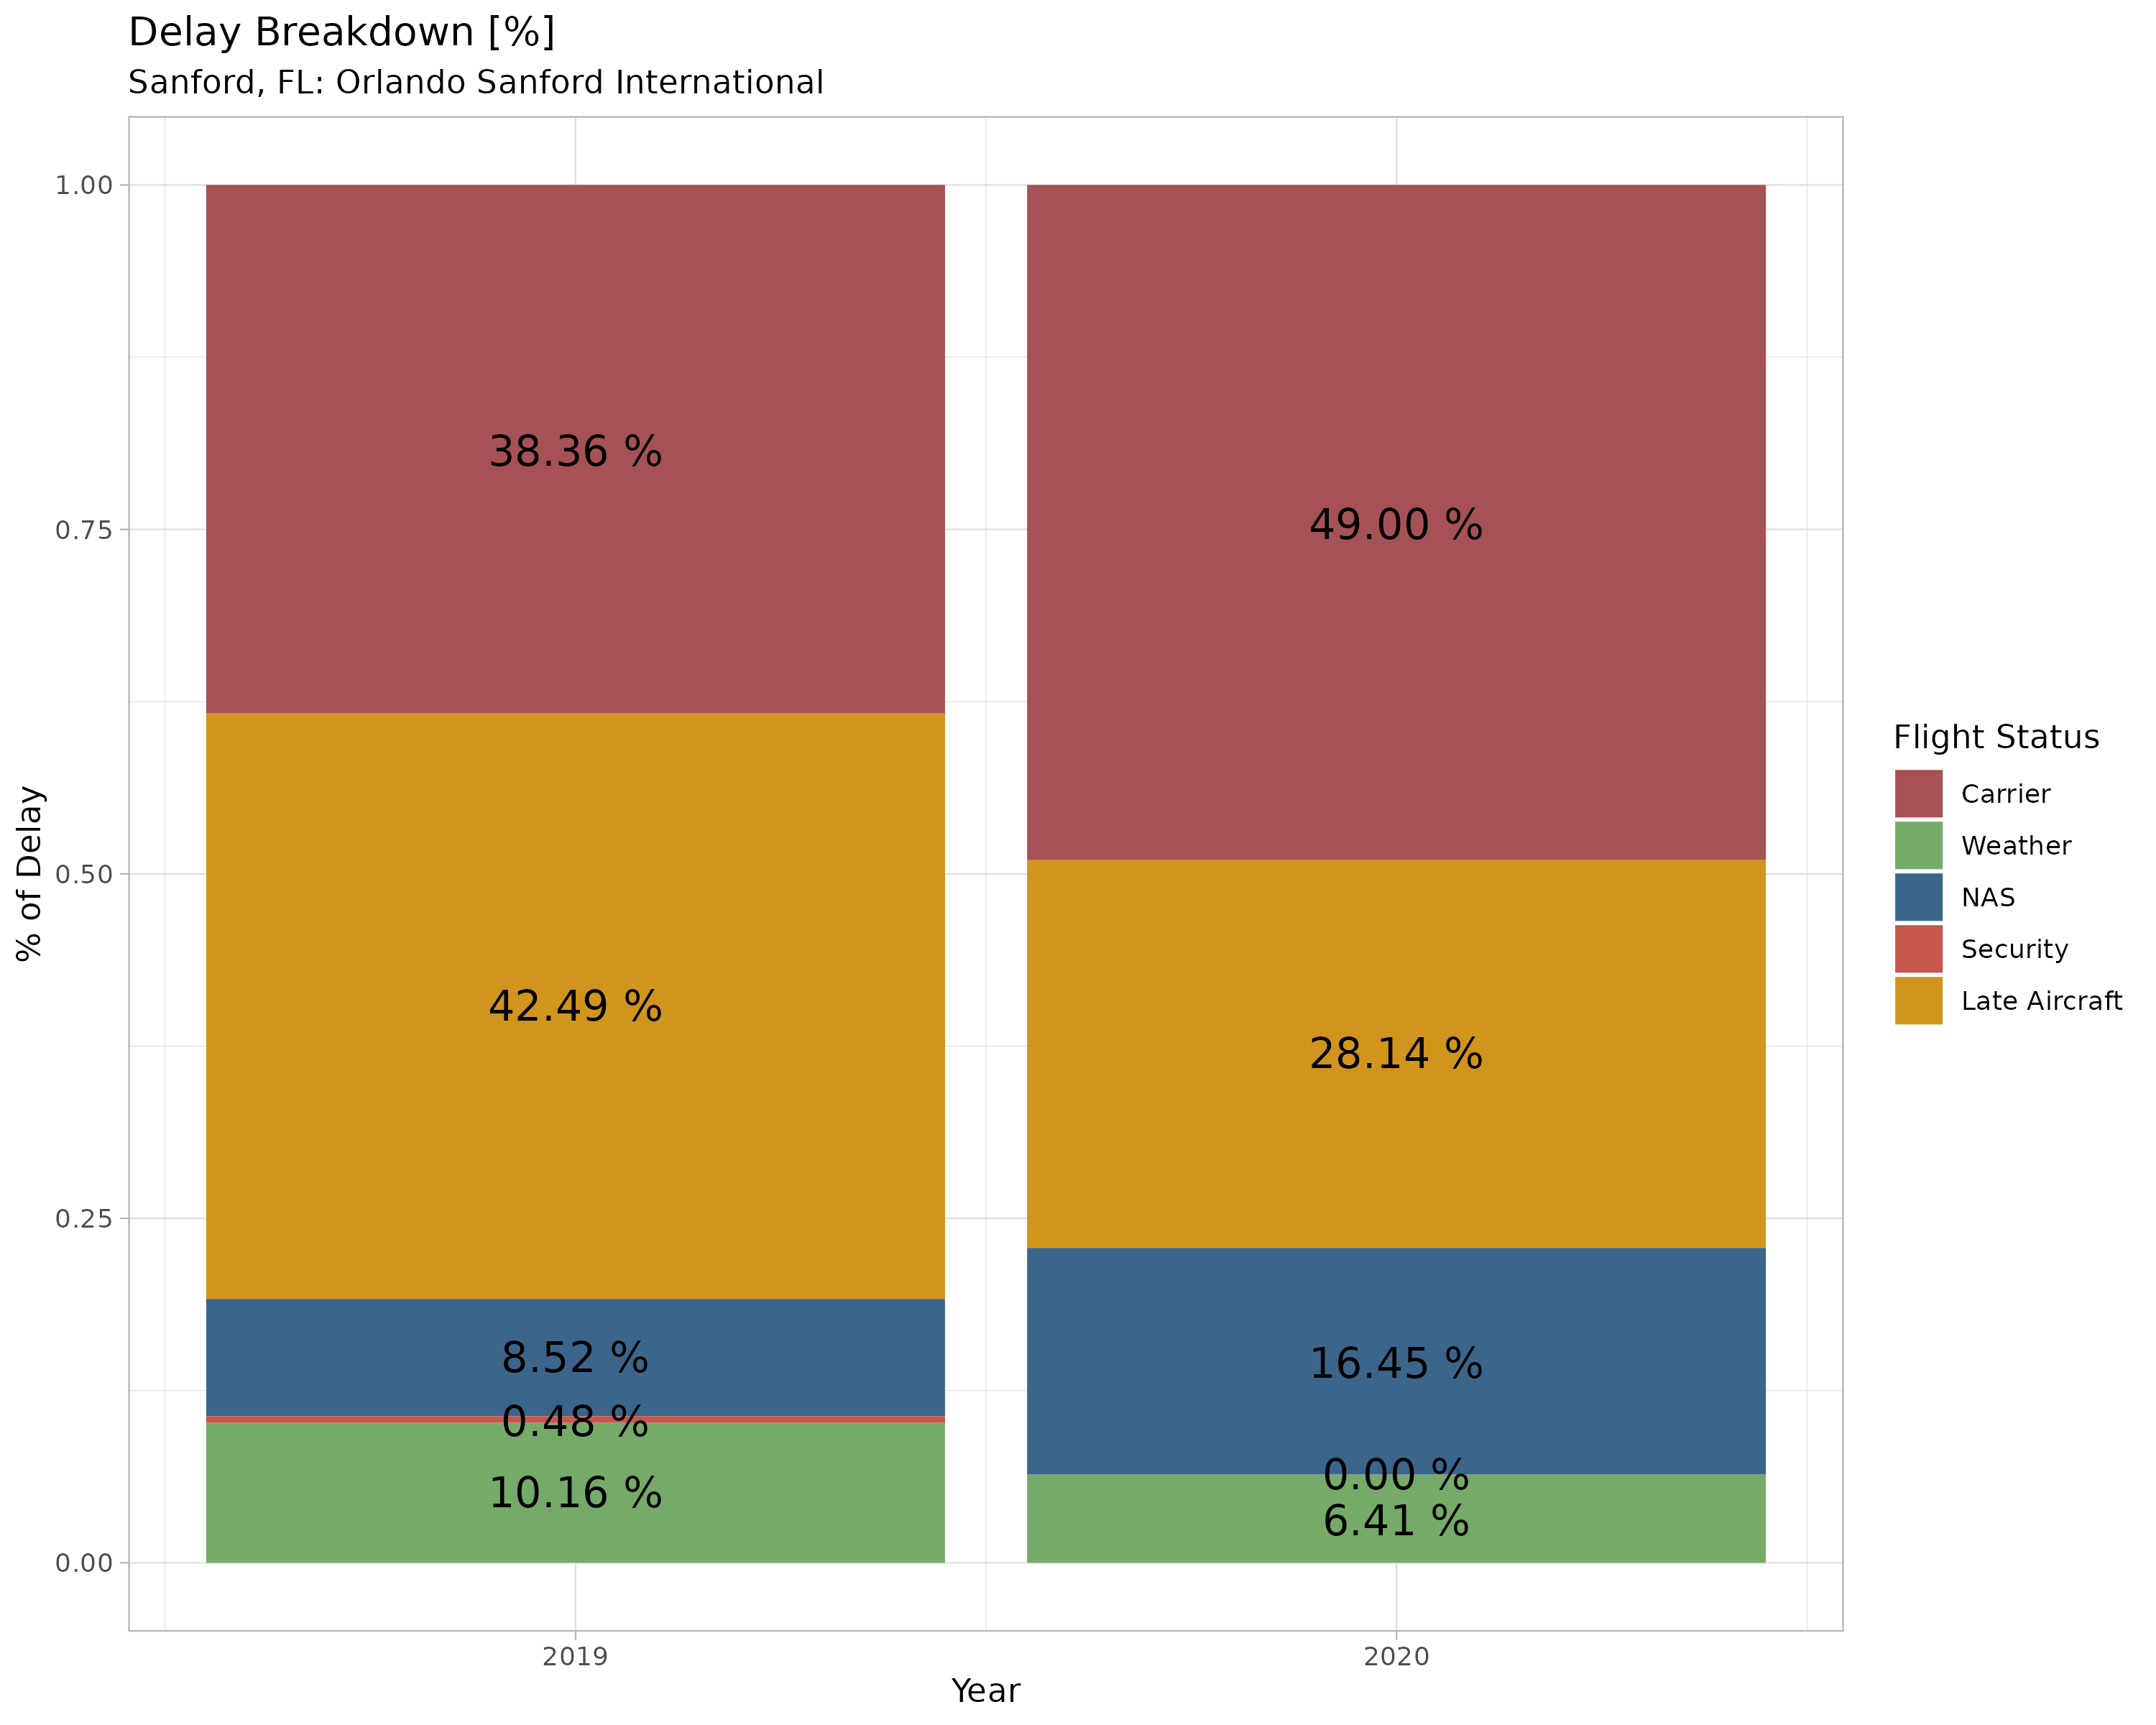 Delay Breakdown [%]
Sanford, FL: Orlando Sanford International
1.00
0.75
0.50
0.25
0.00
% of Delay
38.36 %
42.49 %
8.52 %
0.48 %
10.16 %
49.00 %
28.14 %
16.45 %
0.00 %
6.41 %
2019
2020
Year
Flight Status
Carrier
Weather
NAS
Security
Late Aircraft